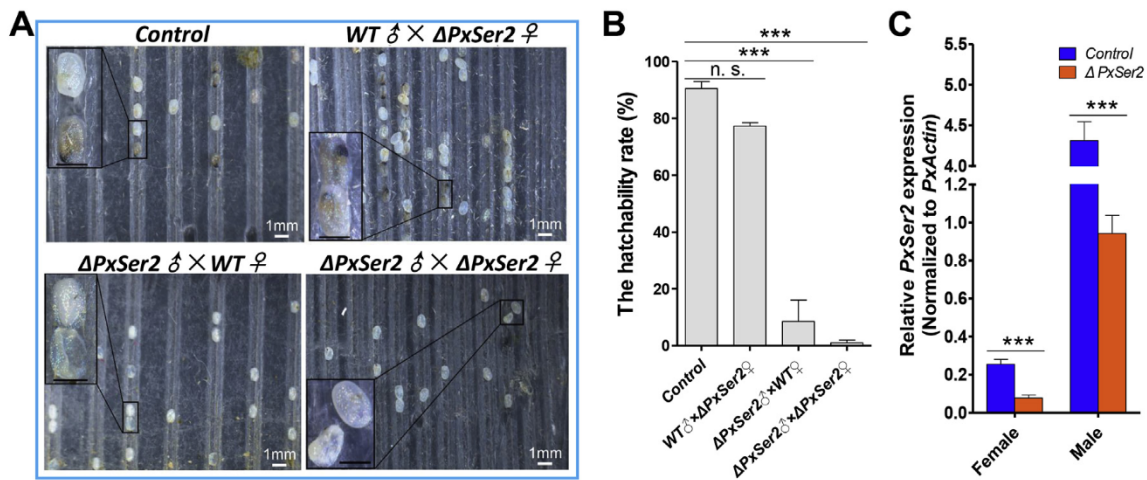 A
Control
WT ♂ × ΔPxSer2 ♀
1mm
1mm
ΔPxSer2 ♂ × WT ♀
ΔPxSer2 ♂ × ΔPxSer2 ♀
1mm
1mm
B
The hatchability rate (%)
100
80
60
40
20
0
***
***
n. s.
Control
WT♂×ΔPxSer2♀
ΔPxSer2♂×WT♀
ΔPxSer2♂×ΔPxSer2♀
C
Relative PxSer2 expression
(Normalized to PxActin)
5.5
5.0
4.5
4.0
1.2
1.0
0.8
0.6
0.4
0.2
0.0
Control
Δ PxSer2
***
***
Female
Male